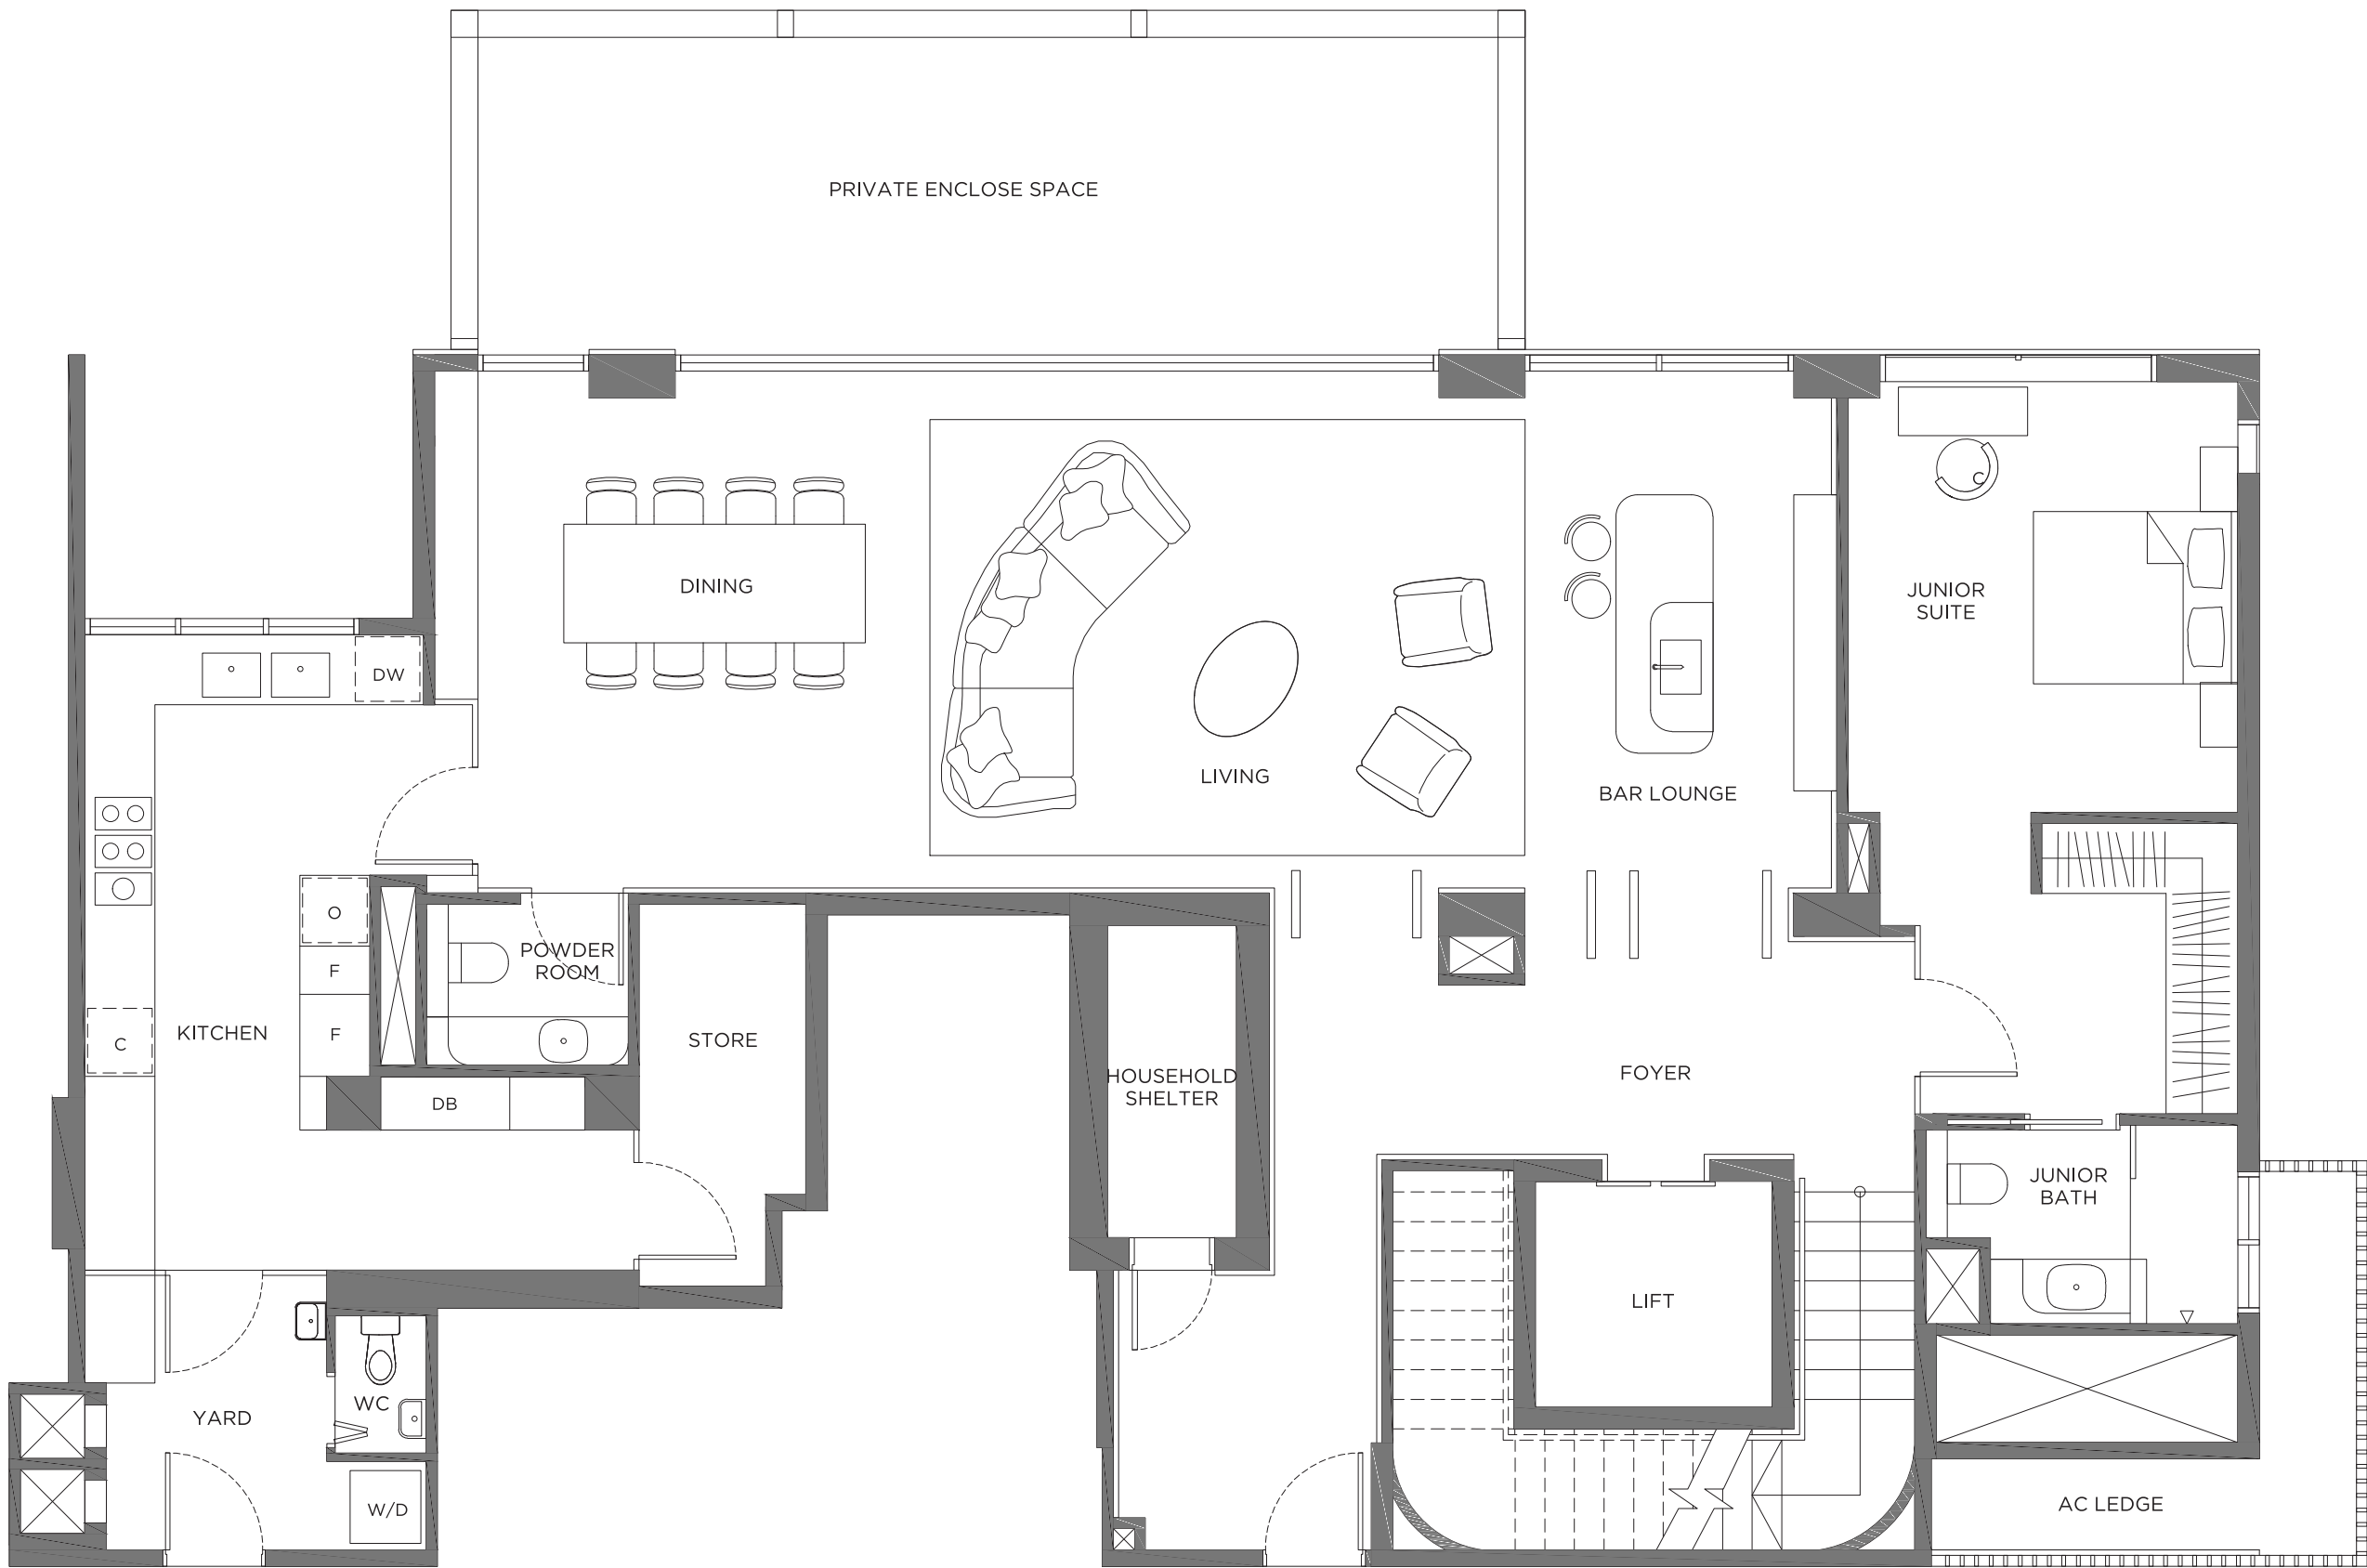 PRIVATE ENCLOSE SPACE
DINING
JUNIOR
SUITE
DW
LIVING
BAR LOUNGE
O
POWDER
ROOM
F
F
KITCHEN
C
STORE
HOUSEHOLD
SHELTER
FOYER
DB
JUNIOR
BATH
LIFT
WC
YARD
W/D
AC LEDGE